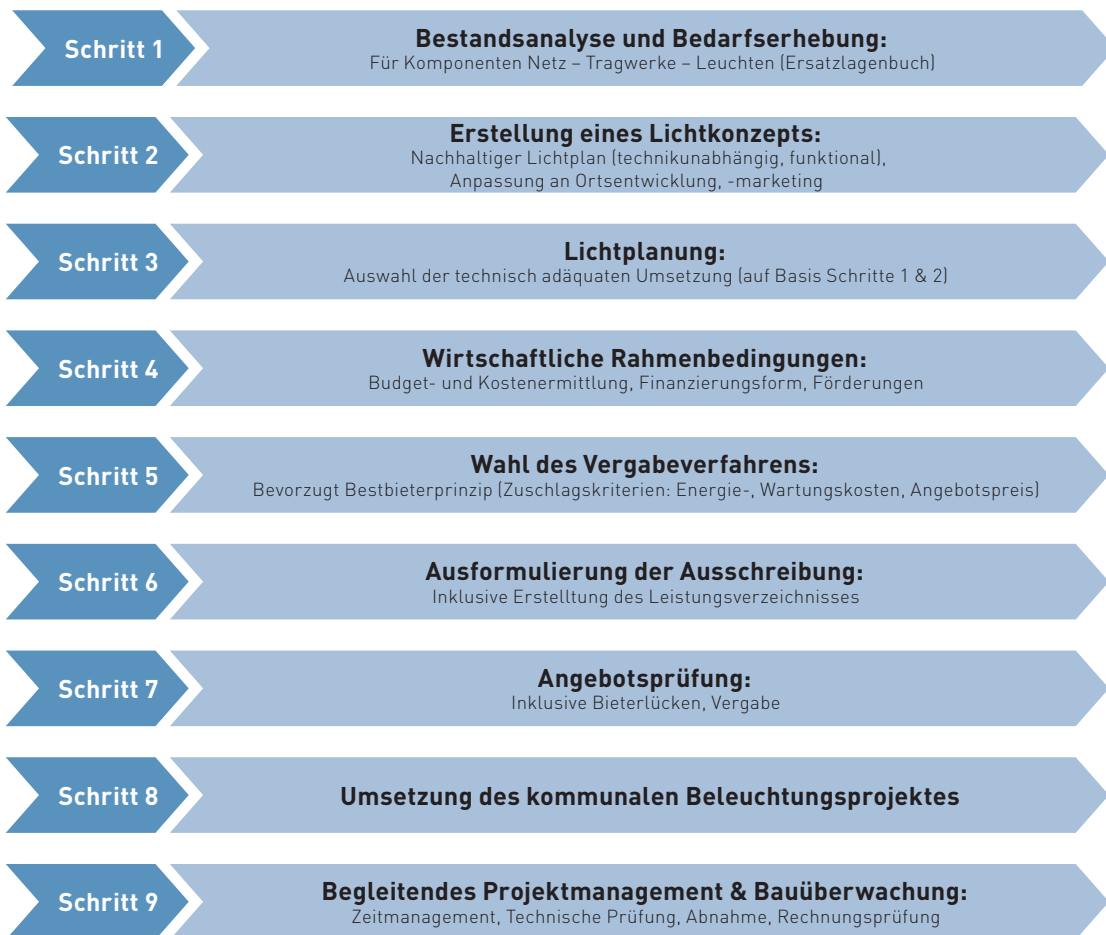 Schritt 1
Bestandsanalyse und Bedarfserhebung:
Für Komponenten Netz – Tragwerke – Leuchten (Ersatzlagenbuch)
Schritt 2
Erstellung eines Lichtkonzepts:
Nachhaltiger Lichtplan (technikunabhängig, funktional),
Anpassung an Ortsentwicklung, -marketing
Schritt 3
Lichtplanung:
Auswahl der technisch adäquaten Umsetzung (auf Basis Schritte 1 & 2)
Schritt 4
Wirtschaftliche Rahmenbedingungen:
Budget- und Kostenermittlung, Finanzierungsform, Förderungen
Schritt 5
Wahl des Vergabeverfahrens:
Bevorzugt Bestbieterprinzip (Zuschlagskriterien: Energie-, Wartungskosten, Angebotspreis)
Schritt 6
Ausformulierung der Ausschreibung:
Inklusive Erstelltung des Leistungsverzeichnisses
Schritt 7
Angebotsprüfung:
Inklusive Bieterlücken, Vergabe
Schritt 8
Umsetzung des kommunalen Beleuchtungsprojektes
Schritt 9
Begleitendes Projektmanagement & Bauüberwachung:
Zeitmanagement, Technische Prüfung, Abnahme, Rechnungsprüfung